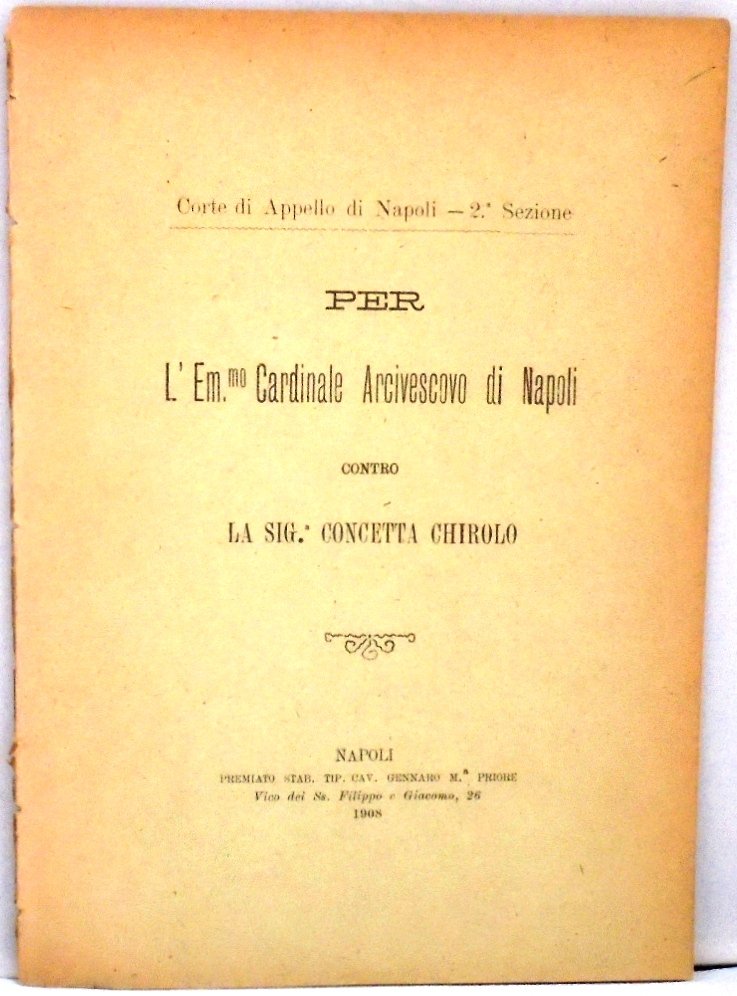 Corte di Appello di Napoli — 2.ª Sezione
PER
L' Em.mo Cardinale Arcivescovo di Napoli
CONTRO
LA SIG.ª CONCETTA CHIROLO
NAPOLI
PREMIATO STAB. TIP. CAV. GENNARO M.ª PRIORE
Vico dei Ss. Filippo e Giacomo, 26
1908